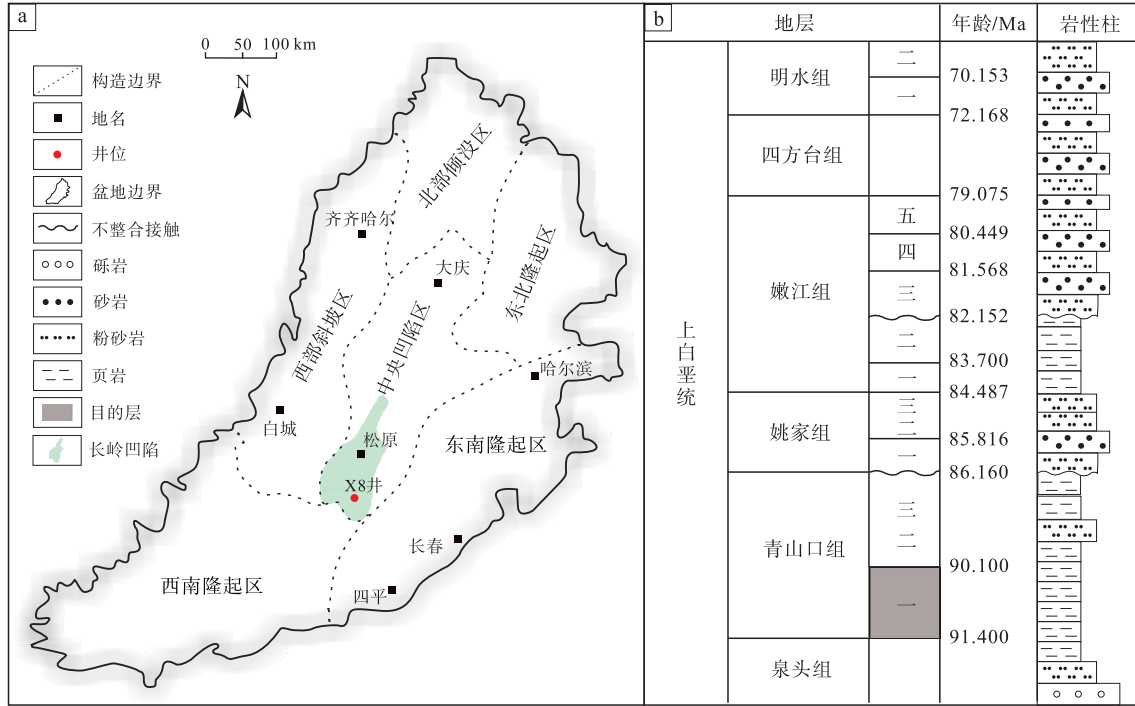 a
0 50 100 km
N
构造边界
地名
井位
盆地边界
不整合接触
砾岩
砂岩
粉砂岩
页岩
目的层
长岭凹陷
北部倾没区
齐齐哈尔
大庆
东北隆起区
西部斜坡区
中央凹陷区
哈尔滨
白城
松原
东南隆起区
X8井
长春
西南隆起区
四平
b
地层 年龄/Ma 岩性柱
上白垩统
明水组
二
70.153
一
72.168
四方台组
79.075
嫩江组
五
80.449
四
81.568
三
82.152
二
83.700
一
84.487
姚家组
三
二
85.816
一
86.160
青山口组
三
二
90.100
一
91.400
泉头组